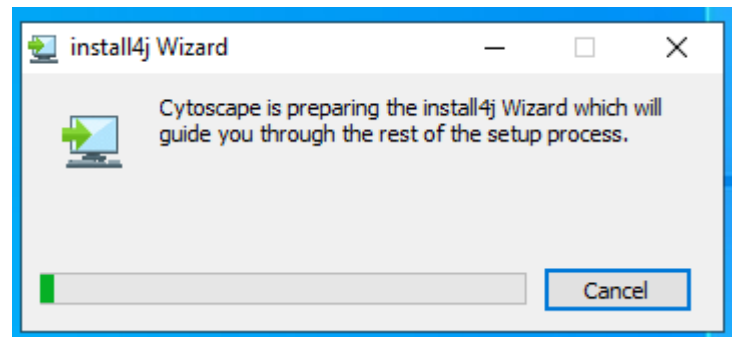 install4j Wizard
Cytoscape is preparing the install4j Wizard which will
guide you through the rest of the setup process.
Cancel